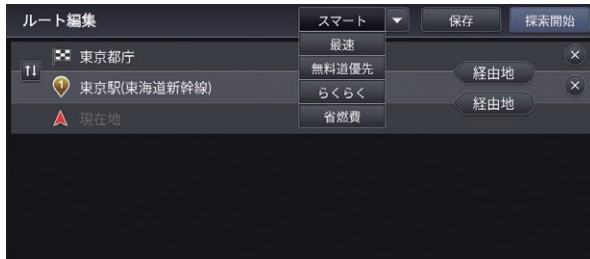 ルート編集
スマート
保存
探索開始
最速
無料道優先
らくらく
省燃費
東京都庁
経由地
1 東京駅(東海道新幹線)
経由地
現在地